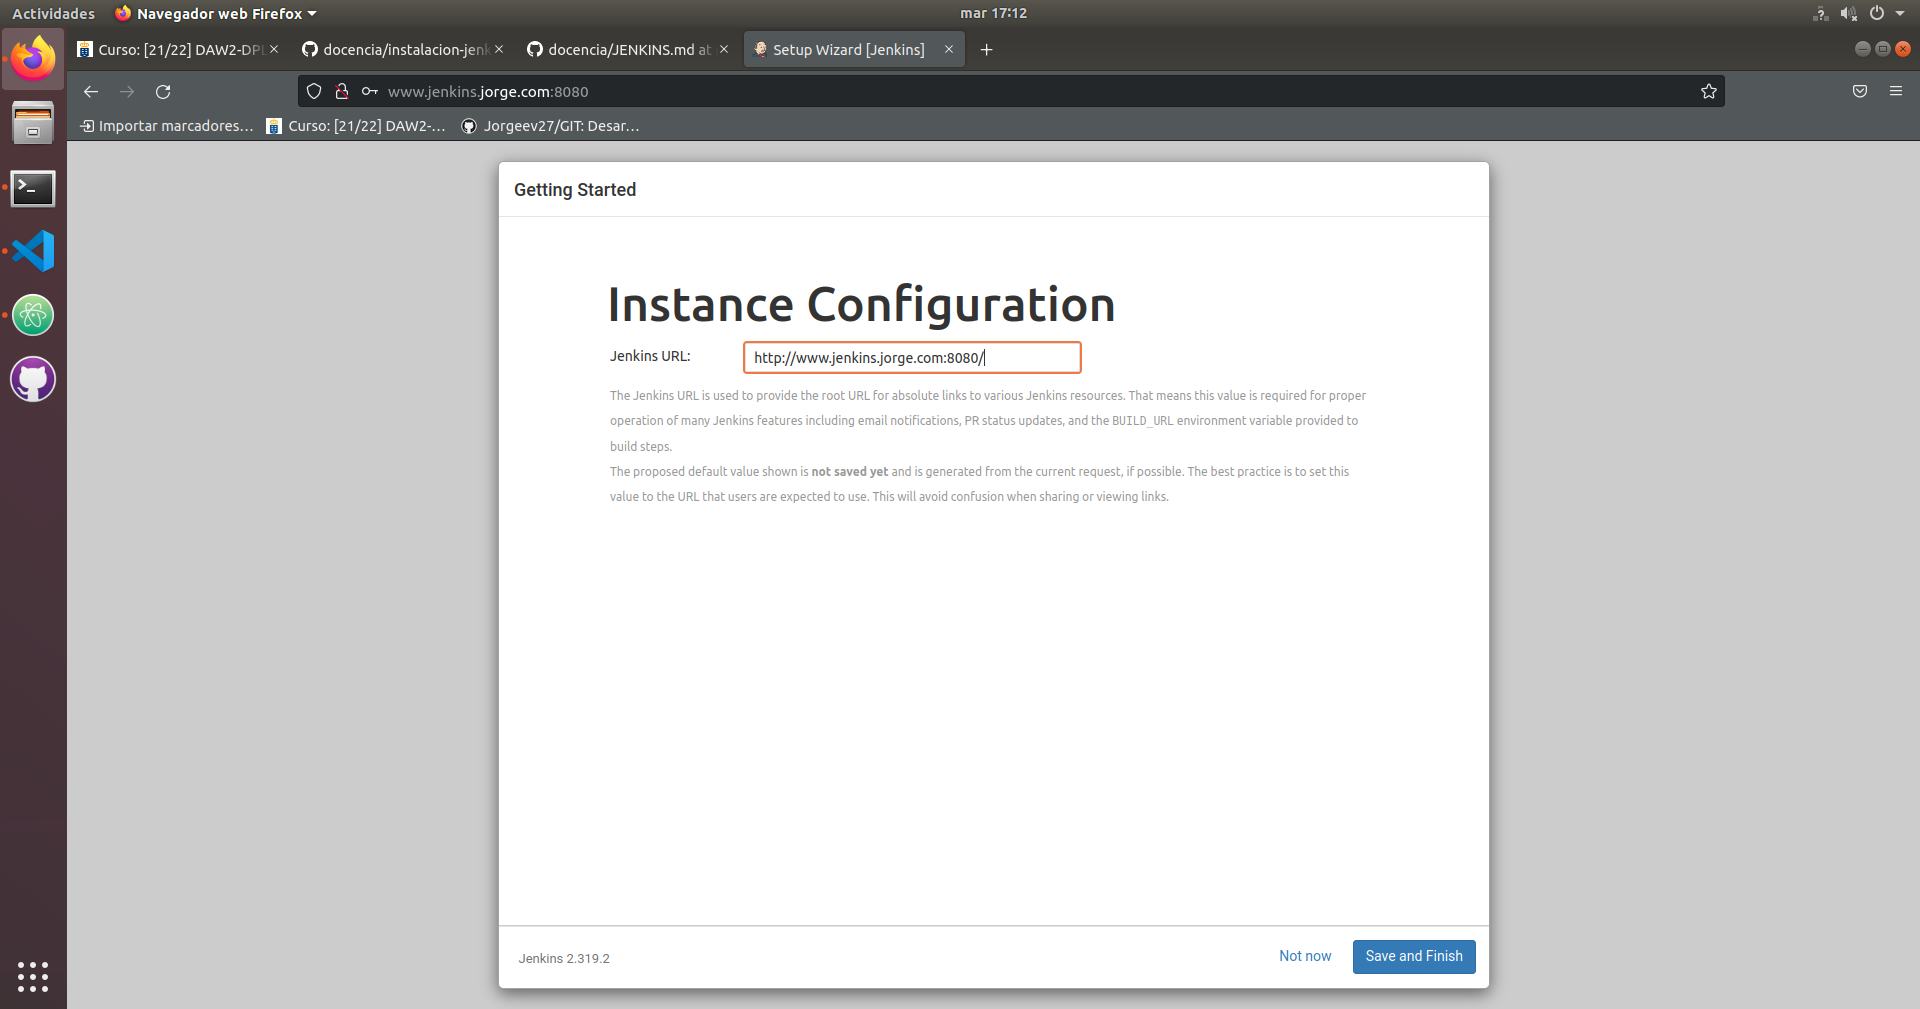 Actividades
Navegador web Firefox
mar 17:12
Curso: [21/22] DAW2-DPL
docencia/instalacion-jenk
docencia/JENKINS.md at
Setup Wizard [Jenkins]
www.jenkins.jorge.com:8080
Importar marcadores…
Curso: [21/22] DAW2-…
Jorgeev27/GIT: Desar…
Getting Started
Instance Configuration
Jenkins URL:
http://www.jenkins.jorge.com:8080/
The Jenkins URL is used to provide the root URL for absolute links to various Jenkins resources. That means this value is required for proper
operation of many Jenkins features including email notifications, PR status updates, and the BUILD_URL environment variable provided to
build steps.
The proposed default value shown is not saved yet and is generated from the current request, if possible. The best practice is to set this
value to the URL that users are expected to use. This will avoid confusion when sharing or viewing links.
Jenkins 2.319.2
Not now
Save and Finish